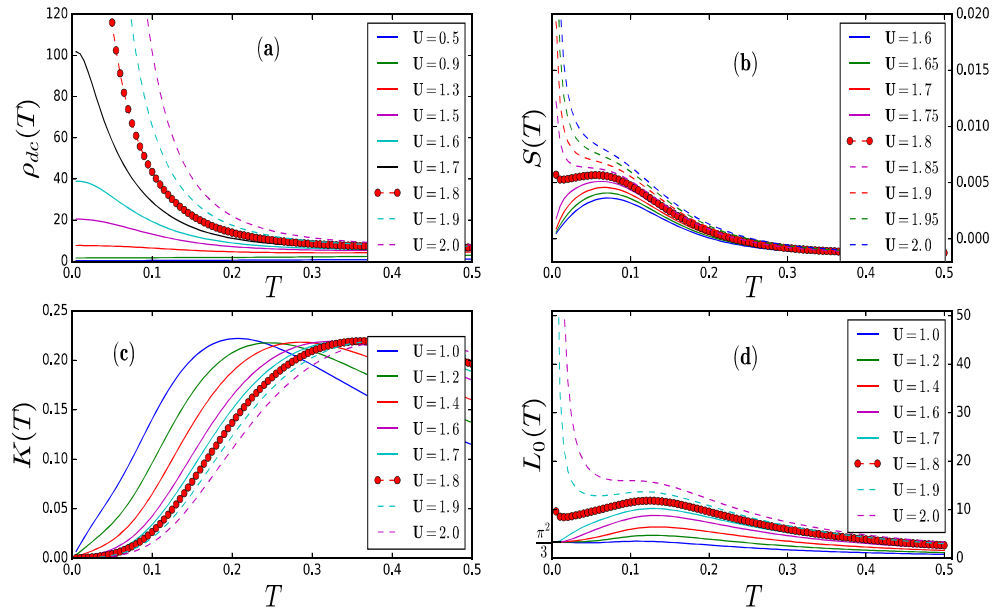 120
100
80
60
40
20
0
0.0 0.1 0.2 0.3 0.4 0.5
ρ_dc(T)
T
(a)
U=0.5
U=0.9
U=1.3
U=1.5
U=1.6
U=1.7
U=1.8
U=1.9
U=2.0
0.020
0.015
0.010
0.005
0.000
0.0 0.1 0.2 0.3 0.4 0.5
S(T)
T
(b)
U=1.6
U=1.65
U=1.7
U=1.75
U=1.8
U=1.85
U=1.9
U=1.95
U=2.0
0.25
0.20
0.15
0.10
0.05
0.00
0.0 0.1 0.2 0.3 0.4 0.5
K(T)
T
(c)
U=1.0
U=1.2
U=1.4
U=1.6
U=1.7
U=1.8
U=1.9
U=2.0
50
40
30
20
10
0
π²/3
0.0 0.1 0.2 0.3 0.4 0.5
L₀(T)
T
(d)
U=1.0
U=1.2
U=1.4
U=1.6
U=1.7
U=1.8
U=1.9
U=2.0